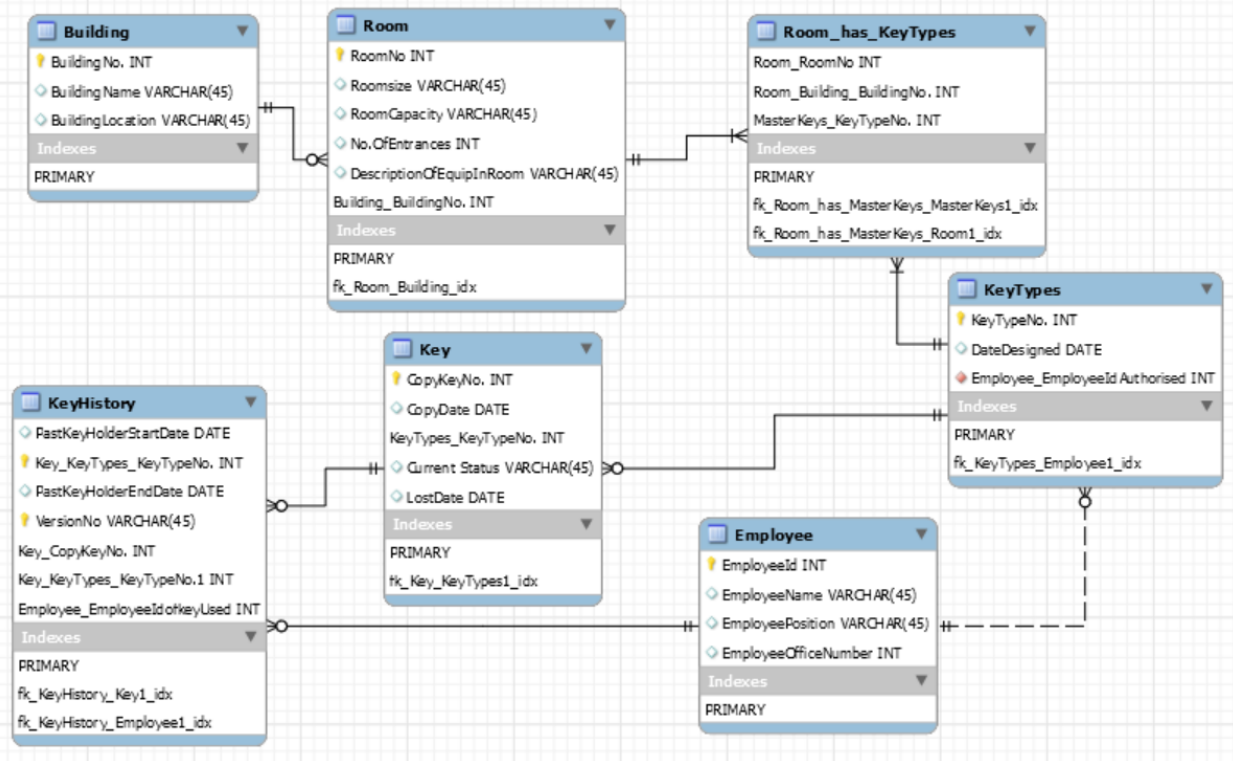 Building
BuildingNo. INT
BuildingName VARCHAR(45)
BuildingLocation VARCHAR(45)
Indexes
PRIMARY
Room
RoomNo INT
Roomsize VARCHAR(45)
RoomCapacity VARCHAR(45)
No.OfEntrances INT
DescriptionOfEquipInRoom VARCHAR(45)
Building_BuildingNo. INT
Indexes
PRIMARY
fk_Room_Building_idx
Room_has_KeyTypes
Room_RoomNo INT
Room_Building_BuildingNo. INT
MasterKeys_KeyTypeNo. INT
Indexes
PRIMARY
fk_Room_has_MasterKeys_MasterKeys1_idx
fk_Room_has_MasterKeys_Room1_idx
KeyTypes
KeyTypeNo. INT
DateDesigned DATE
Employee_EmployeeIdAuthorised INT
Indexes
PRIMARY
fk_KeyTypes_Employee1_idx
Key
CopyKeyNo. INT
CopyDate DATE
KeyTypes_KeyTypeNo. INT
Current Status VARCHAR(45)
LostDate DATE
Indexes
PRIMARY
fk_Key_KeyTypes1_idx
KeyHistory
PastKeyHolderStartDate DATE
Key_KeyTypes_KeyTypeNo. INT
PastKeyHolderEndDate DATE
VersionNo VARCHAR(45)
Key_CopyKeyNo. INT
Key_KeyTypes_KeyTypeNo.1 INT
Employee_EmployeeIdofkeyUsed INT
Indexes
PRIMARY
fk_KeyHistory_Key1_idx
fk_KeyHistory_Employee1_idx
Employee
EmployeeId INT
EmployeeName VARCHAR(45)
EmployeePosition VARCHAR(45)
EmployeeOfficeNumber INT
Indexes
PRIMARY